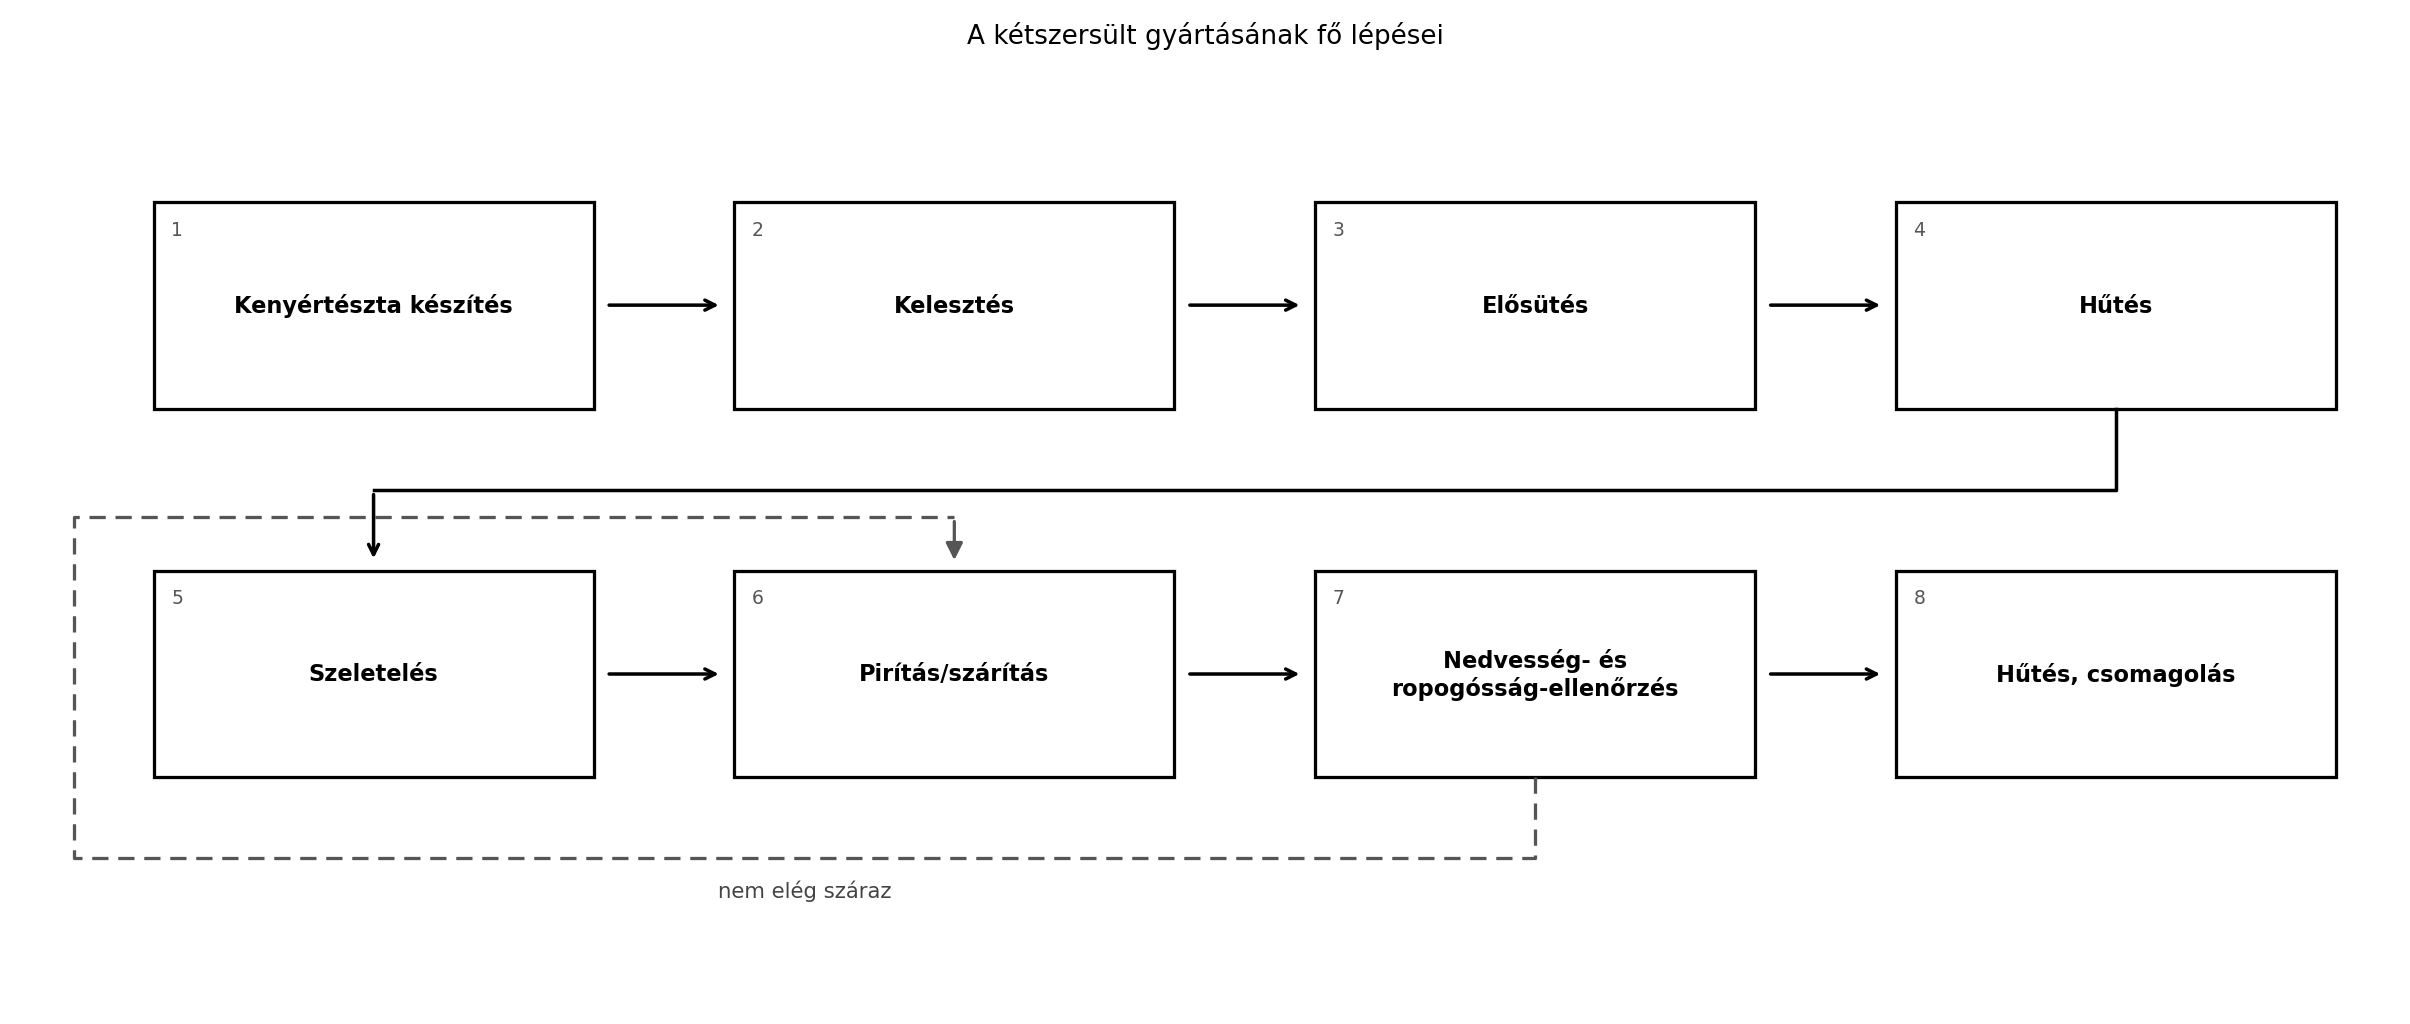 A kétszersült gyártásának fő lépései
1
Kenyértészta készítés
2
Kelesztés
3
Elősütés
4
Hűtés
5
Szeletelés
6
Pirítás/szárítás
7
Nedvesség- és
ropogósság-ellenőrzés
8
Hűtés, csomagolás
nem elég száraz